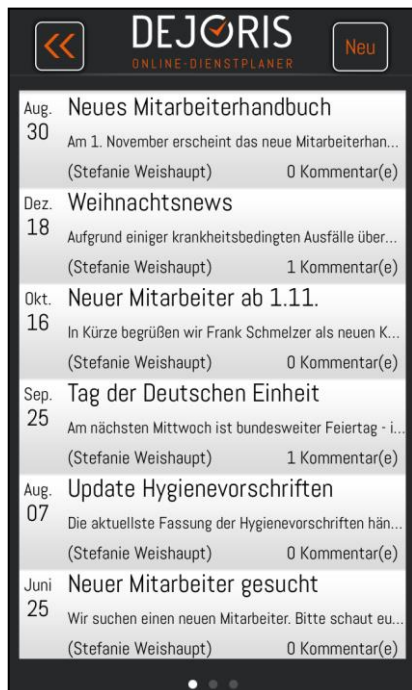 DEJORIS
ONLINE-DIENSTPLANER
Neu
Aug. 30 Neues Mitarbeiterhandbuch
Am 1. November erscheint das neue Mitarbeiterhan...
(Stefanie Weishaupt) 0 Kommentar(e)
Dez. 18 Weihnachtsnews
Aufgrund einiger krankheitsbedingten Ausfälle über...
(Stefanie Weishaupt) 1 Kommentar(e)
Okt. 16 Neuer Mitarbeiter ab 1.11.
In Kürze begrüßen wir Frank Schmelzer als neuen K...
(Stefanie Weishaupt) 0 Kommentar(e)
Sep. 25 Tag der Deutschen Einheit
Am nächsten Mittwoch ist bundesweiter Feiertag - i...
(Stefanie Weishaupt) 1 Kommentar(e)
Aug. 07 Update Hygienevorschriften
Die aktuellste Fassung der Hygienevorschriften hän...
(Stefanie Weishaupt) 0 Kommentar(e)
Juni 25 Neuer Mitarbeiter gesucht
Wir suchen einen neuen Mitarbeiter. Bitte schaut eu...
(Stefanie Weishaupt) 0 Kommentar(e)